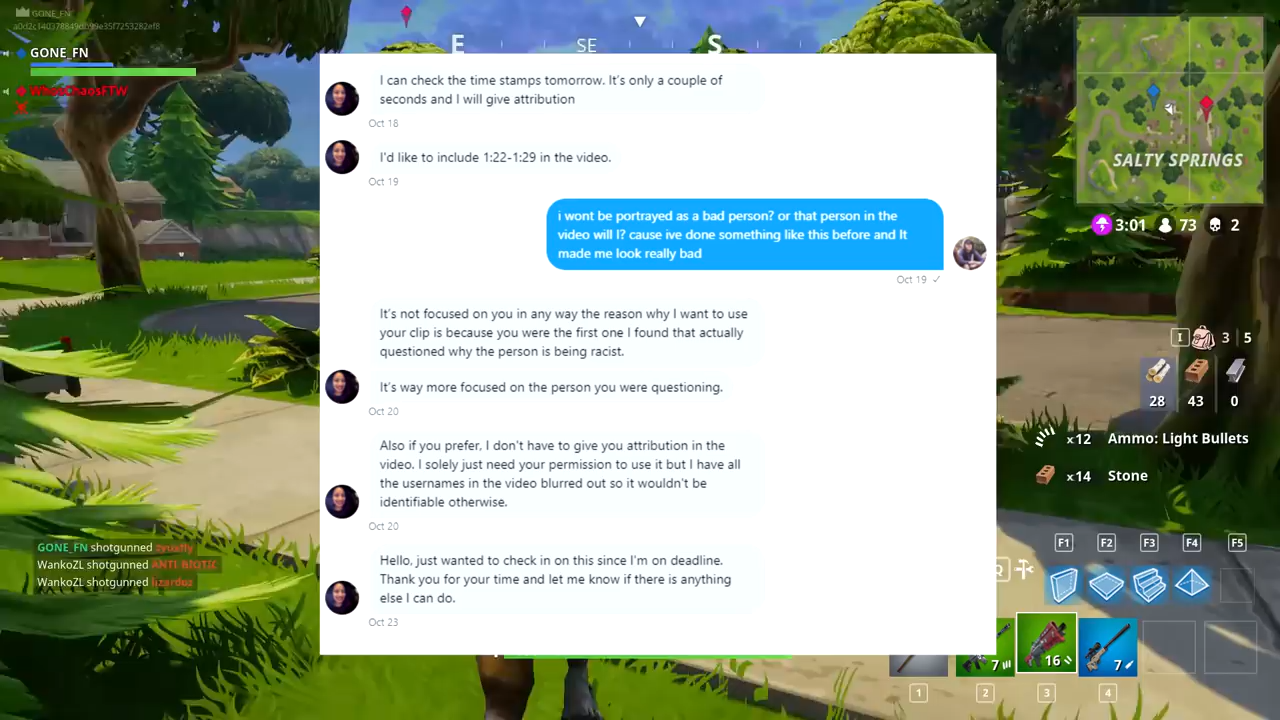 GONE_FN
E
SE
S
SW
GONE_FN
WhosChaosFTW
I can check the time stamps tomorrow. It's only a couple of
seconds and I will give attribution
Oct 18
I'd like to include 1:22-1:29 in the video.
Oct 19
i wont be portrayed as a bad person? or that person in the
video will I? cause ive done something like this before and It
made me look really bad
Oct 19 ✓
It's not focused on you in any way the reason why I want to use
your clip is because you were the first one I found that actually
questioned why the person is being racist.
It's way more focused on the person you were questioning.
Oct 20
Also if you prefer, I don't have to give you attribution in the
video. I solely just need your permission to use it but I have all
the usernames in the video blurred out so it wouldn't be
identifiable otherwise.
Oct 20
Hello, just wanted to check in on this since I'm on deadline.
Thank you for your time and let me know if there is anything
else I can do.
Oct 23
SALTY SPRINGS
3:01 73 2
I 3 | 5
28 43 0
x12 Ammo: Light Bullets
x14 Stone
GONE_FN shotgunned
WankoZL shotgunned ANTI BIOTIC
WankoZL shotgunned lizardoz
F1 F2 F3 F4 F5
Q
7 16 7
1 2 3 4